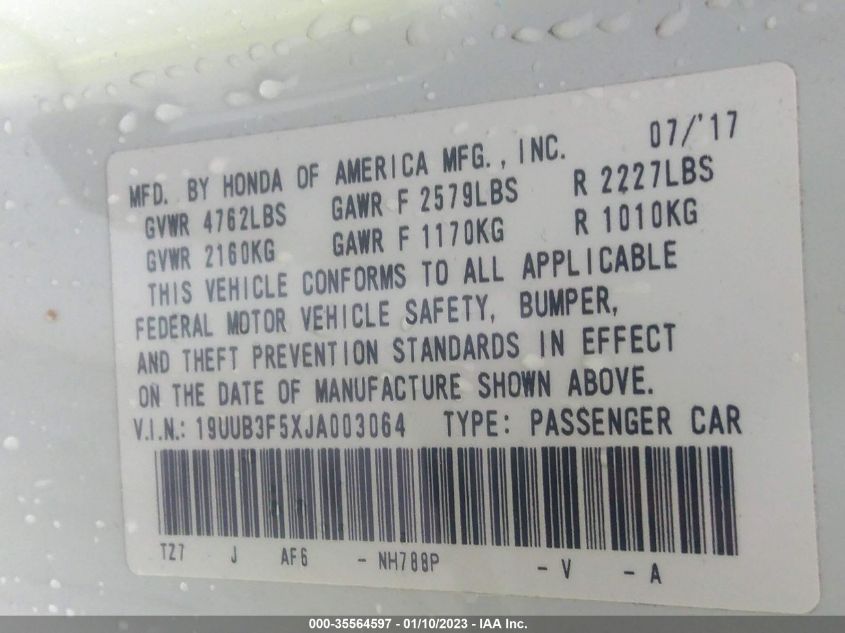 07/'17
MFD. BY HONDA OF AMERICA MFG., INC.
GVWR 4762LBS GAWR F 2579LBS R 2227LBS
GVWR 2160KG GAWR F 1170KG R 1010KG
THIS VEHICLE CONFORMS TO ALL APPLICABLE
FEDERAL MOTOR VEHICLE SAFETY, BUMPER,
AND THEFT PREVENTION STANDARDS IN EFFECT
ON THE DATE OF MANUFACTURE SHOWN ABOVE.
V.I.N.: 19UUB3F5XJA003064 TYPE: PASSENGER CAR
TZ7 J AF6 - NH788P - V - A
000-35564597 - 01/10/2023 - IAA Inc.